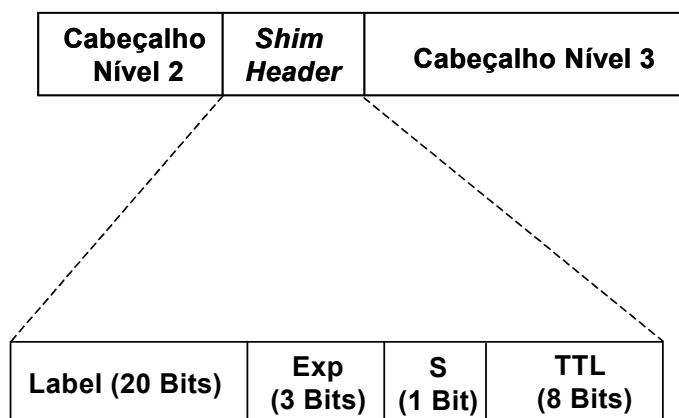 Cabeçalho
Nível 2
Shim
Header
Cabeçalho Nível 3
Label (20 Bits)
Exp
(3 Bits)
S
(1 Bit)
TTL
(8 Bits)